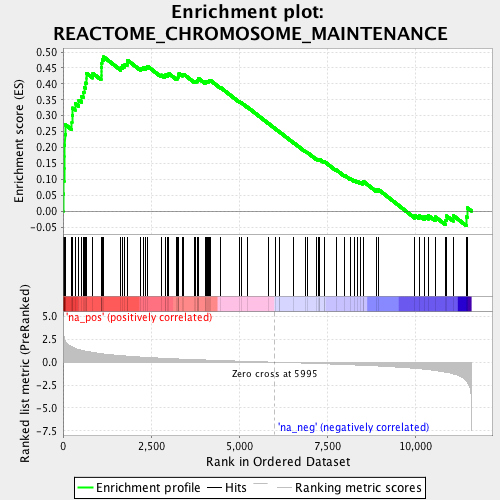 Enrichment plot:
REACTOME_CHROMOSOME_MAINTENANCE
Enrichment score (ES)
0.50
0.45
0.40
0.35
0.30
0.25
0.20
0.15
0.10
0.05
0.00
-0.05
'na_pos' (positively correlated)
Ranked list metric (PreRanked)
5.0
2.5
0.0
-2.5
-5.0
-7.5
Zero cross at 5995
'na_neg' (negatively correlated)
0
2,500
5,000
7,500
10,000
Rank in Ordered Dataset
Enrichment profile
Hits
Ranking metric scores